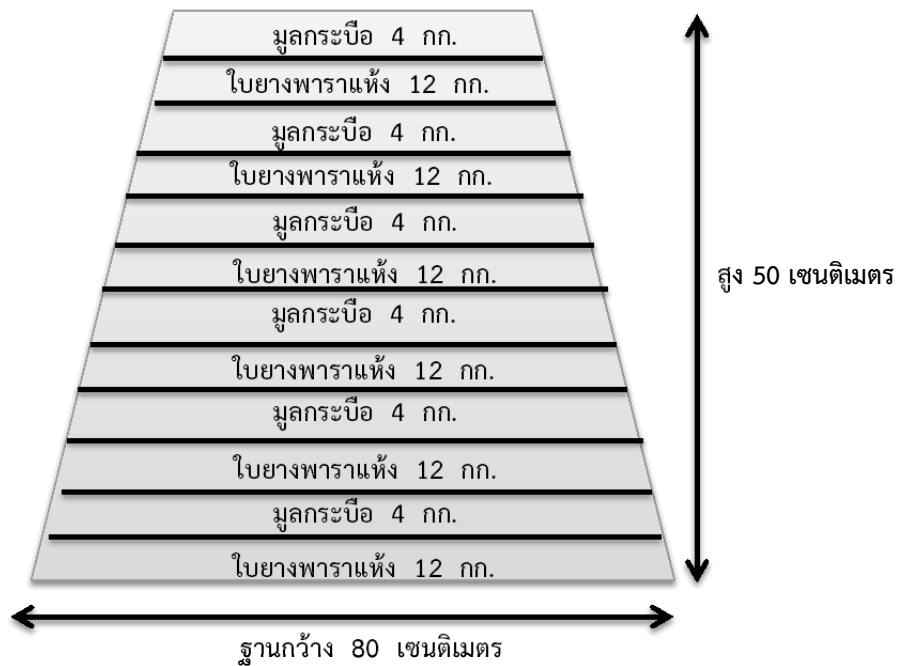 มูลกระบือ 4 กก.
ใบยางพาราแห้ง 12 กก.
มูลกระบือ 4 กก.
ใบยางพาราแห้ง 12 กก.
มูลกระบือ 4 กก.
ใบยางพาราแห้ง 12 กก.
มูลกระบือ 4 กก.
ใบยางพาราแห้ง 12 กก.
มูลกระบือ 4 กก.
ใบยางพาราแห้ง 12 กก.
มูลกระบือ 4 กก.
ใบยางพาราแห้ง 12 กก.
สูง 50 เซนติเมตร
ฐานกว้าง 80 เซนติเมตร